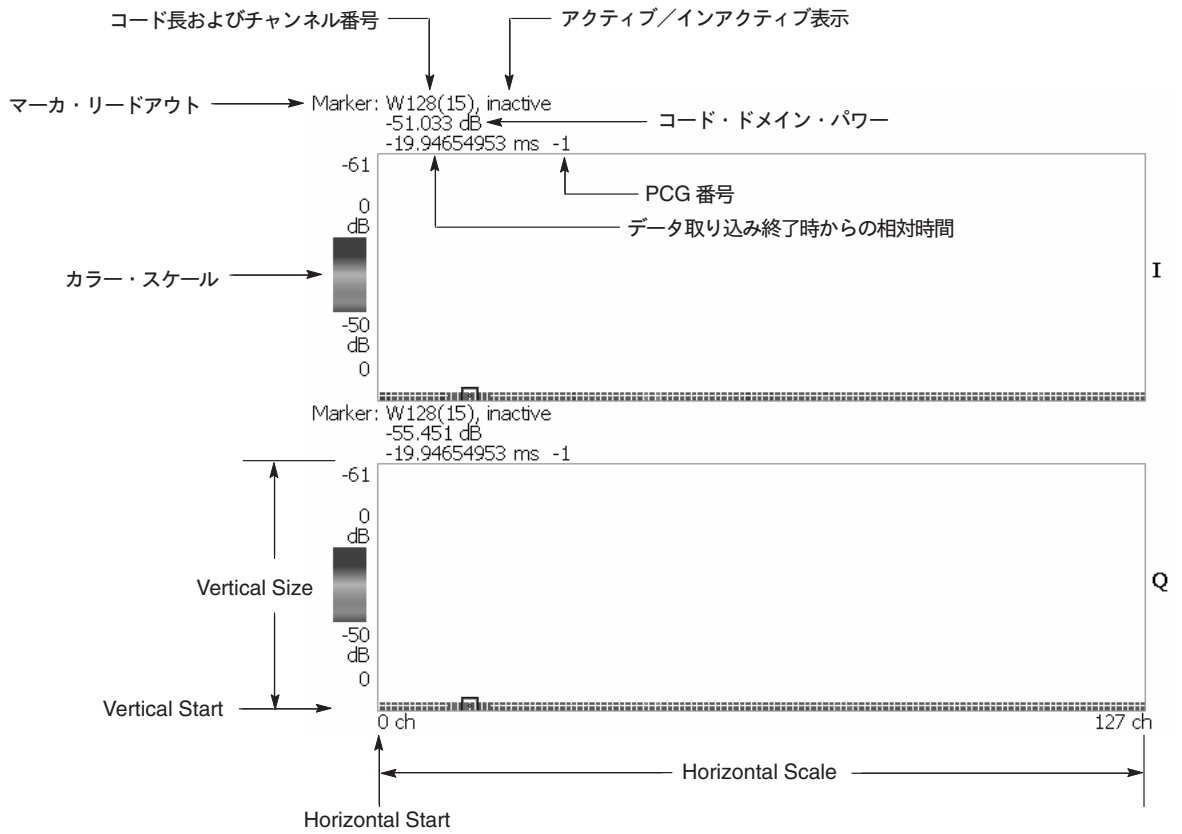 コード長およびチャンネル番号
アクティブ／インアクティブ表示
マーカ・リードアウト
Marker: W128(15), inactive
-51.033 dB
コード・ドメイン・パワー
-19.94654953 ms -1
-61
PCG 番号
0
dB
データ取り込み終了時からの相対時間
カラー・スケール
I
-50
dB
0
Marker: W128(15), inactive
-55.451 dB
-19.94654953 ms -1
-61
0
dB
Vertical Size
Q
-50
dB
0
Vertical Start
0 ch
127 ch
Horizontal Scale
Horizontal Start